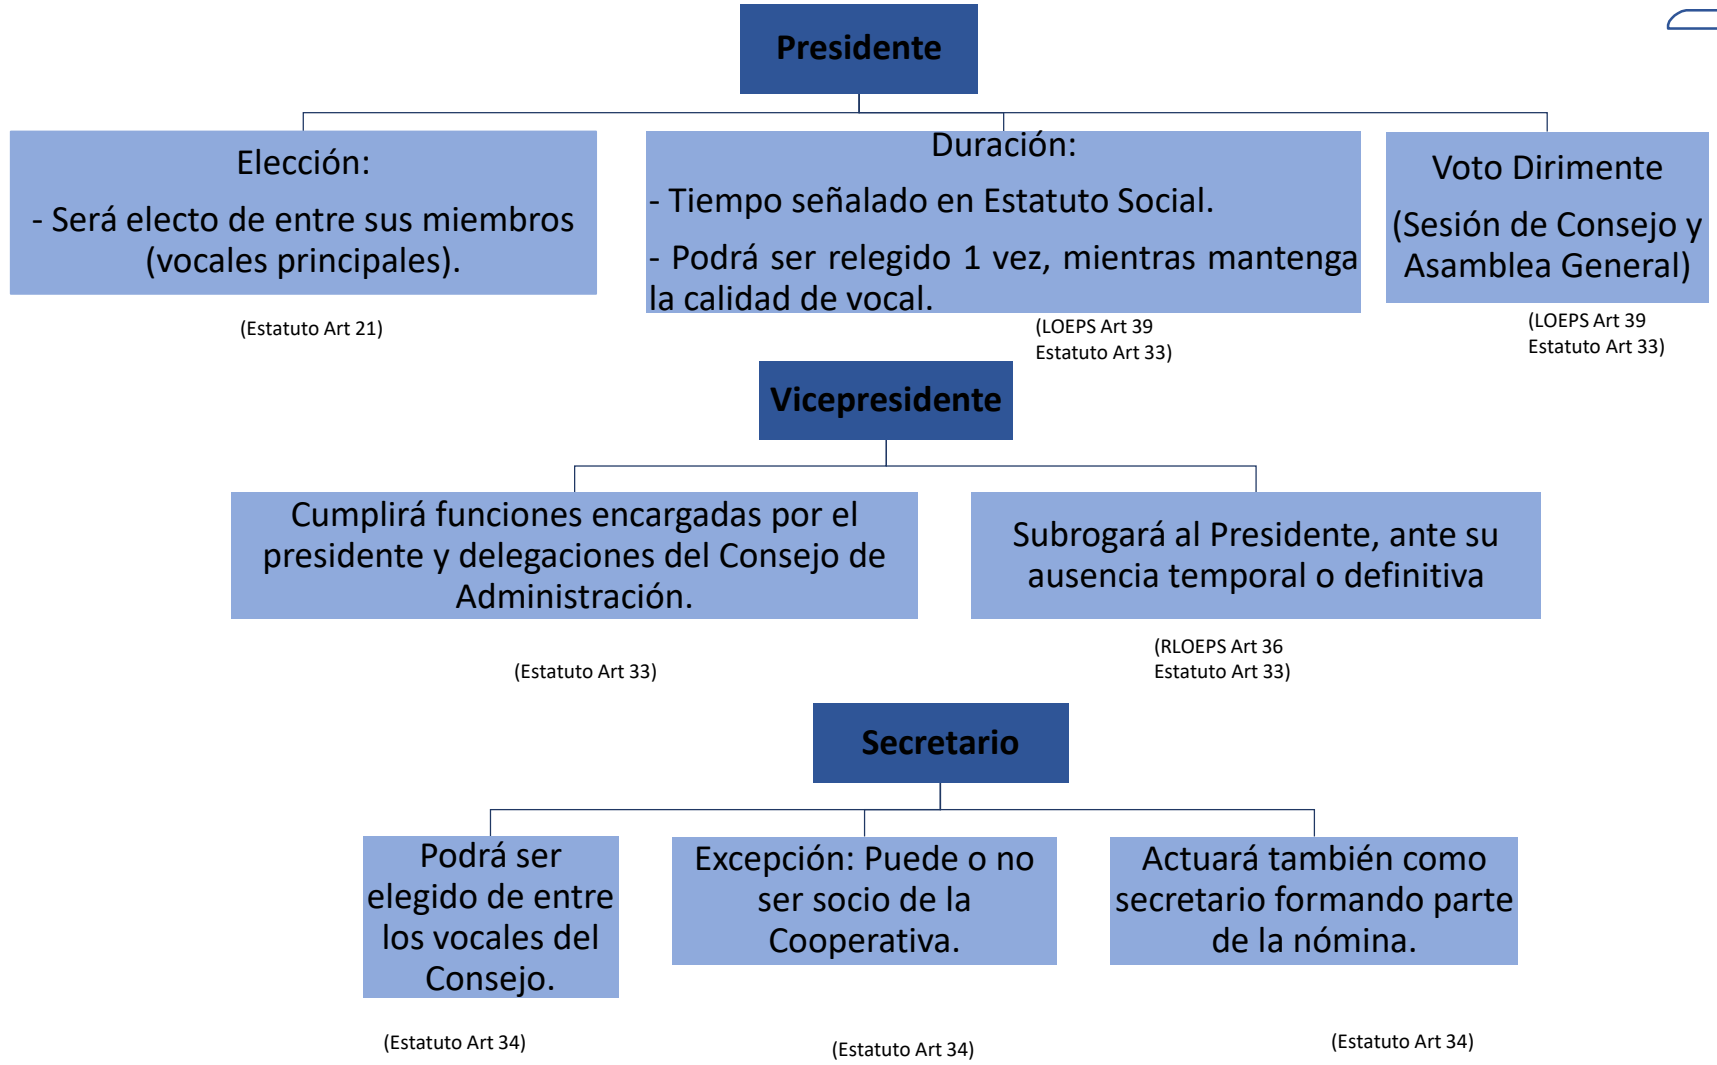 Presidente
Elección:
- Será electo de entre sus miembros
(vocales principales).
(Estatuto Art 21)
Duración:
- Tiempo señalado en Estatuto Social.
- Podrá ser relegido 1 vez, mientras mantenga
la calidad de vocal.
(LOEPS Art 39
Estatuto Art 33)
Voto Dirimente
(Sesión de Consejo y
Asamblea General)
(LOEPS Art 39
Estatuto Art 33)
Vicepresidente
Cumplirá funciones encargadas por el
presidente y delegaciones del Consejo de
Administración.
(Estatuto Art 33)
Subrogará al Presidente, ante su
ausencia temporal o definitiva
(RLOEPS Art 36
Estatuto Art 33)
Secretario
Podrá ser
elegido de entre
los vocales del
Consejo.
(Estatuto Art 34)
Excepción: Puede o no
ser socio de la
Cooperativa.
(Estatuto Art 34)
Actuará también como
secretario formando parte
de la nómina.
(Estatuto Art 34)